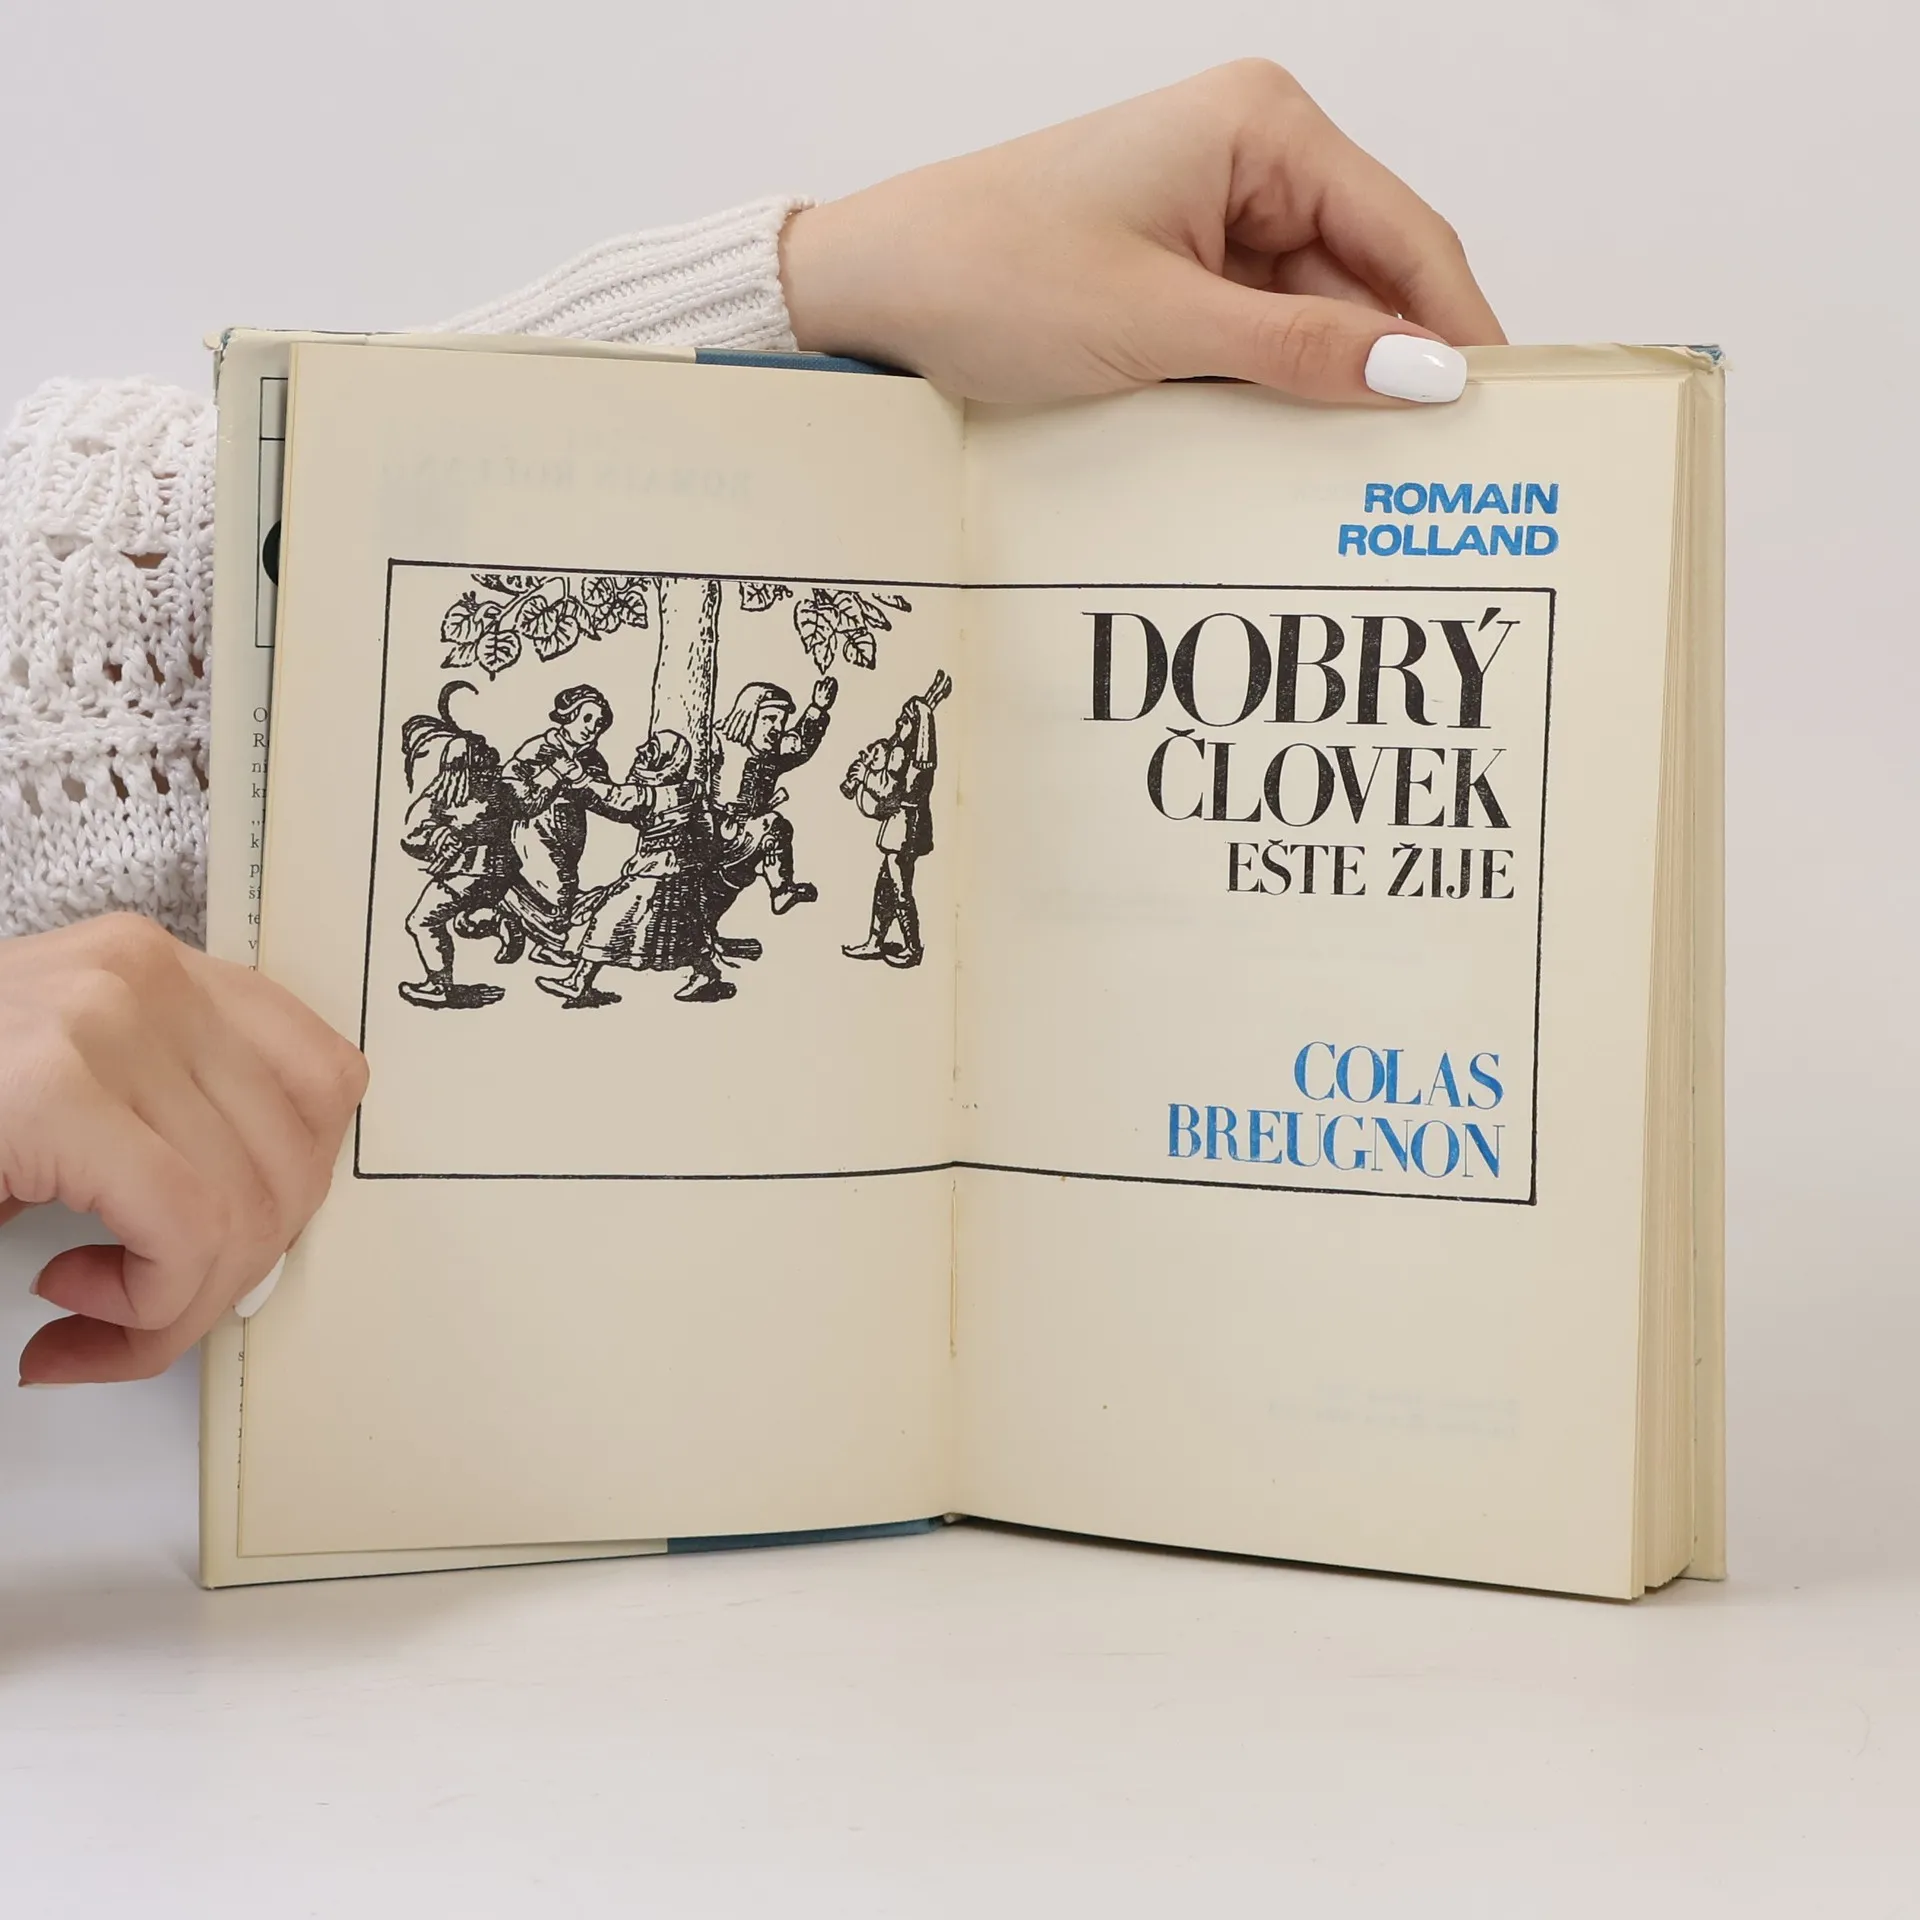 ROMAIN
ROLLAND
DOBRÝ
ČLOVEK
EŠTE ŽIJE
COLAS
BREUGNON